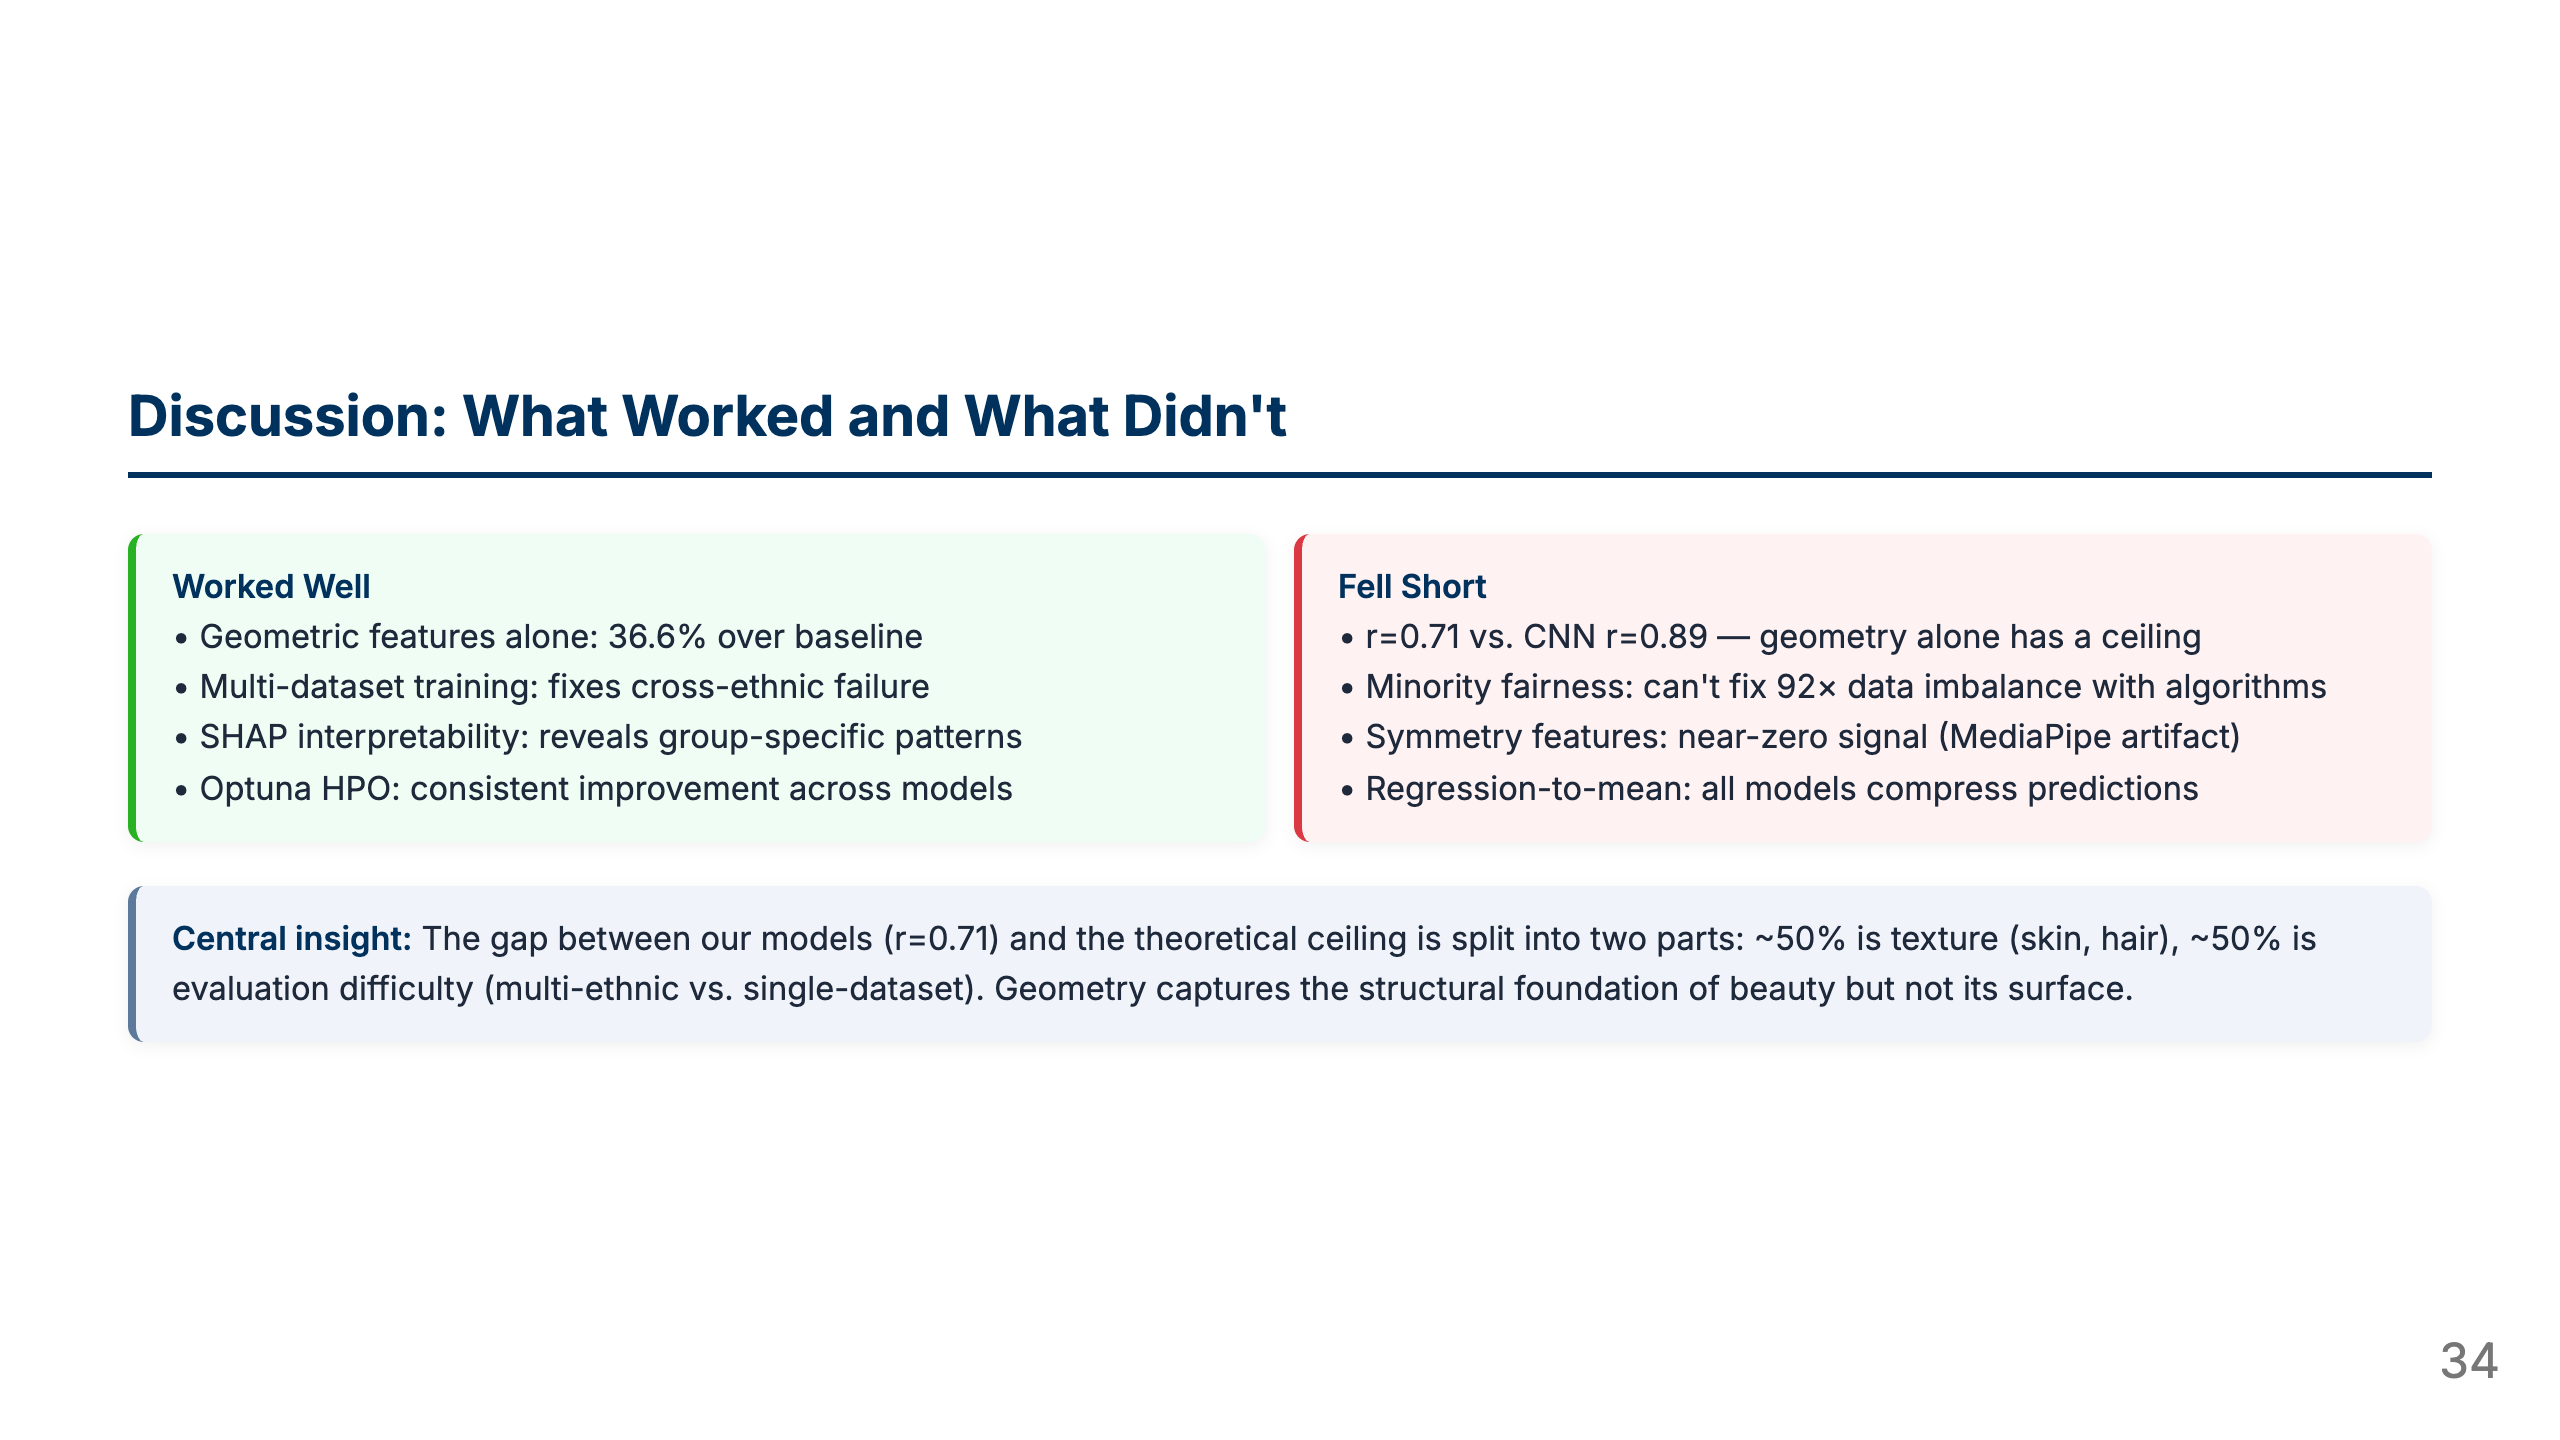 Discussion: What Worked and What Didn't
Worked Well
• Geometric features alone: 36.6% over baseline
• Multi-dataset training: fixes cross-ethnic failure
• SHAP interpretability: reveals group-specific patterns
• Optuna HPO: consistent improvement across models
Fell Short
• r=0.71 vs. CNN r=0.89 — geometry alone has a ceiling
• Minority fairness: can't fix 92× data imbalance with algorithms
• Symmetry features: near-zero signal (MediaPipe artifact)
• Regression-to-mean: all models compress predictions
Central insight: The gap between our models (r=0.71) and the theoretical ceiling is split into two parts: ~50% is texture (skin, hair), ~50% is
evaluation difficulty (multi-ethnic vs. single-dataset). Geometry captures the structural foundation of beauty but not its surface.
34